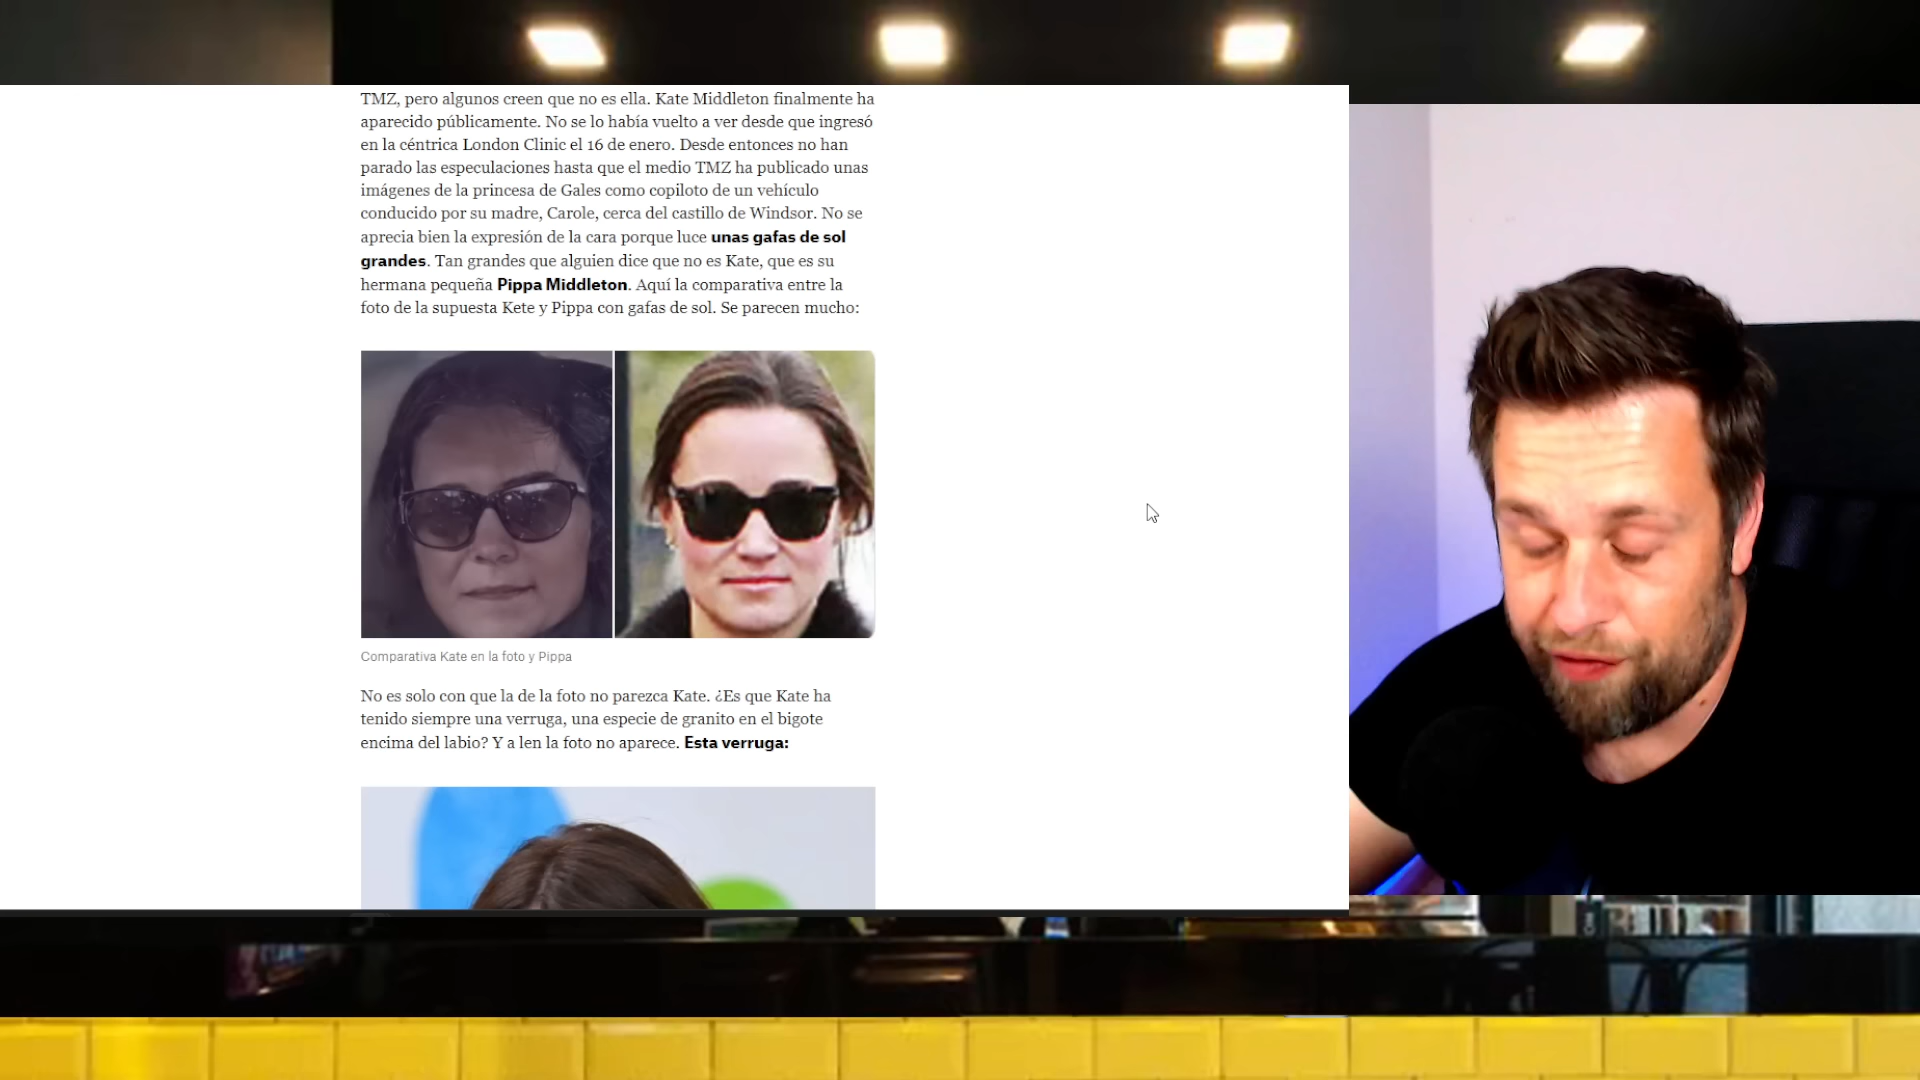 TMZ, pero algunos creen que no es ella. Kate Middleton finalmente ha
aparecido públicamente. No se lo había vuelto a ver desde que ingresó
en la céntrica London Clinic el 16 de enero. Desde entonces no han
parado las especulaciones hasta que el medio TMZ ha publicado unas
imágenes de la princesa de Gales como copiloto de un vehículo
conducido por su madre, Carole, cerca del castillo de Windsor. No se
aprecia bien la expresión de la cara porque luce unas gafas de sol
grandes. Tan grandes que alguien dice que no es Kate, que es su
hermana pequeña Pippa Middleton. Aquí la comparativa entre la
foto de la supuesta Kete y Pippa con gafas de sol. Se parecen mucho:
Comparativa Kate en la foto y Pippa
No es solo con que la de la foto no parezca Kate. ¿Es que Kate ha
tenido siempre una verruga, una especie de granito en el bigote
encima del labio? Y a len la foto no aparece. Esta verruga: